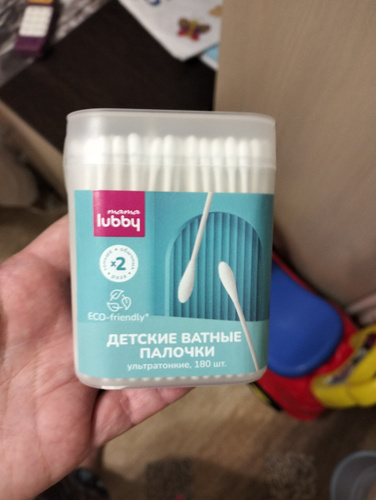 mama
lubby
x2
ECO-friendly*
ДЕТСКИЕ ВАТНЫЕ
ПАЛОЧКИ
ультратонкие, 180 шт.